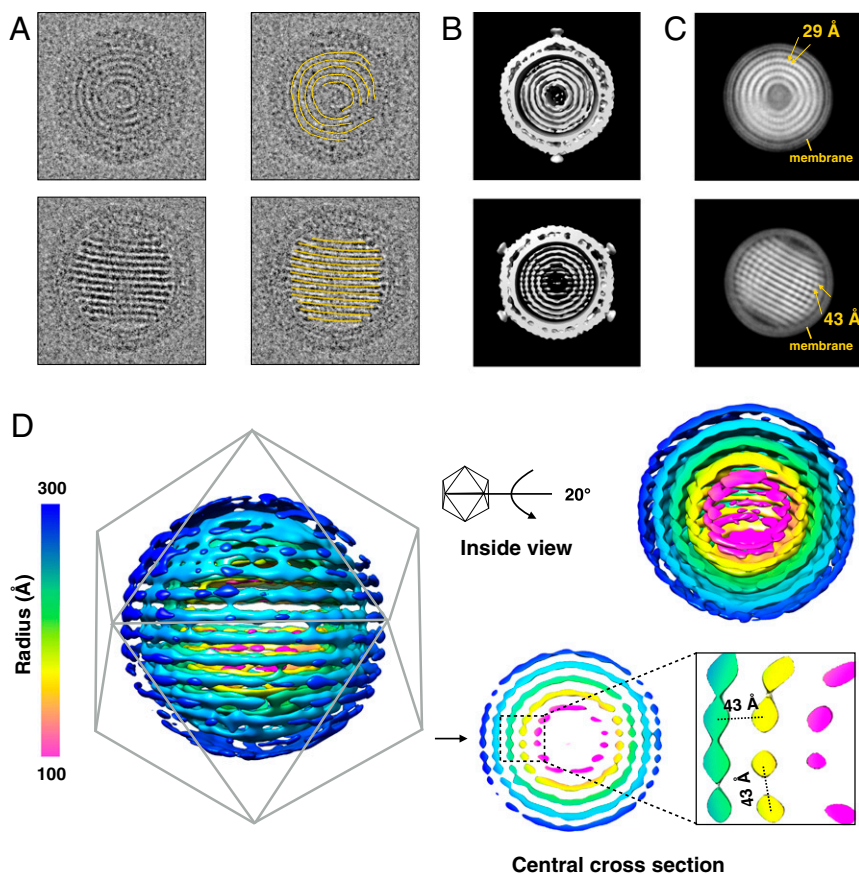 A
B
C
29 Å
membrane
43 Å
membrane
D
300
Radius (Å)
100
20°
Inside view
43 Å
43 Å
Central cross section